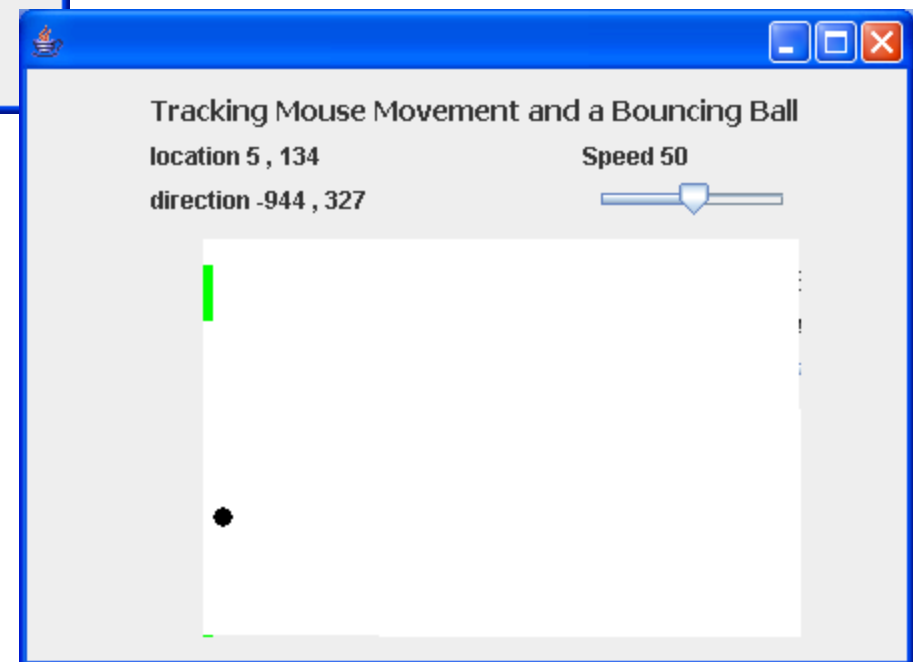 Tracking Mouse Movement and a Bouncing Ball
location 5 , 134
Speed 50
direction -944 , 327